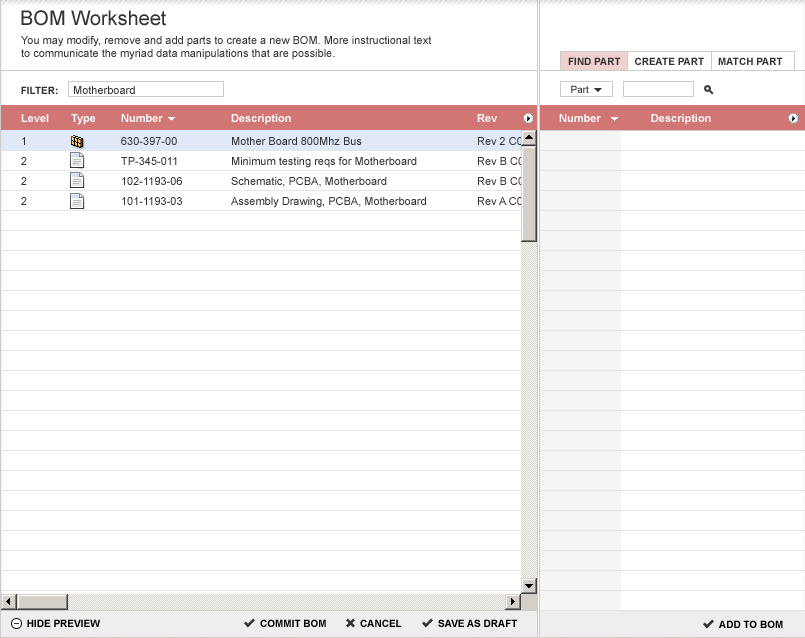 BOM Worksheet
You may modify, remove and add parts to create a new BOM. More instructional text
to communicate the myriad data manipulations that are possible.
FIND PART CREATE PART MATCH PART
FILTER: Motherboard
Part
Level Type Number Description Rev
Number Description
1 630-397-00 Mother Board 800Mhz Bus Rev 2 C0
2 TP-345-011 Minimum testing reqs for Motherboard Rev B C0
2 102-1193-06 Schematic, PCBA, Motherboard Rev B C0
2 101-1193-03 Assembly Drawing, PCBA, Motherboard Rev A C0
HIDE PREVIEW COMMIT BOM CANCEL SAVE AS DRAFT
ADD TO BOM